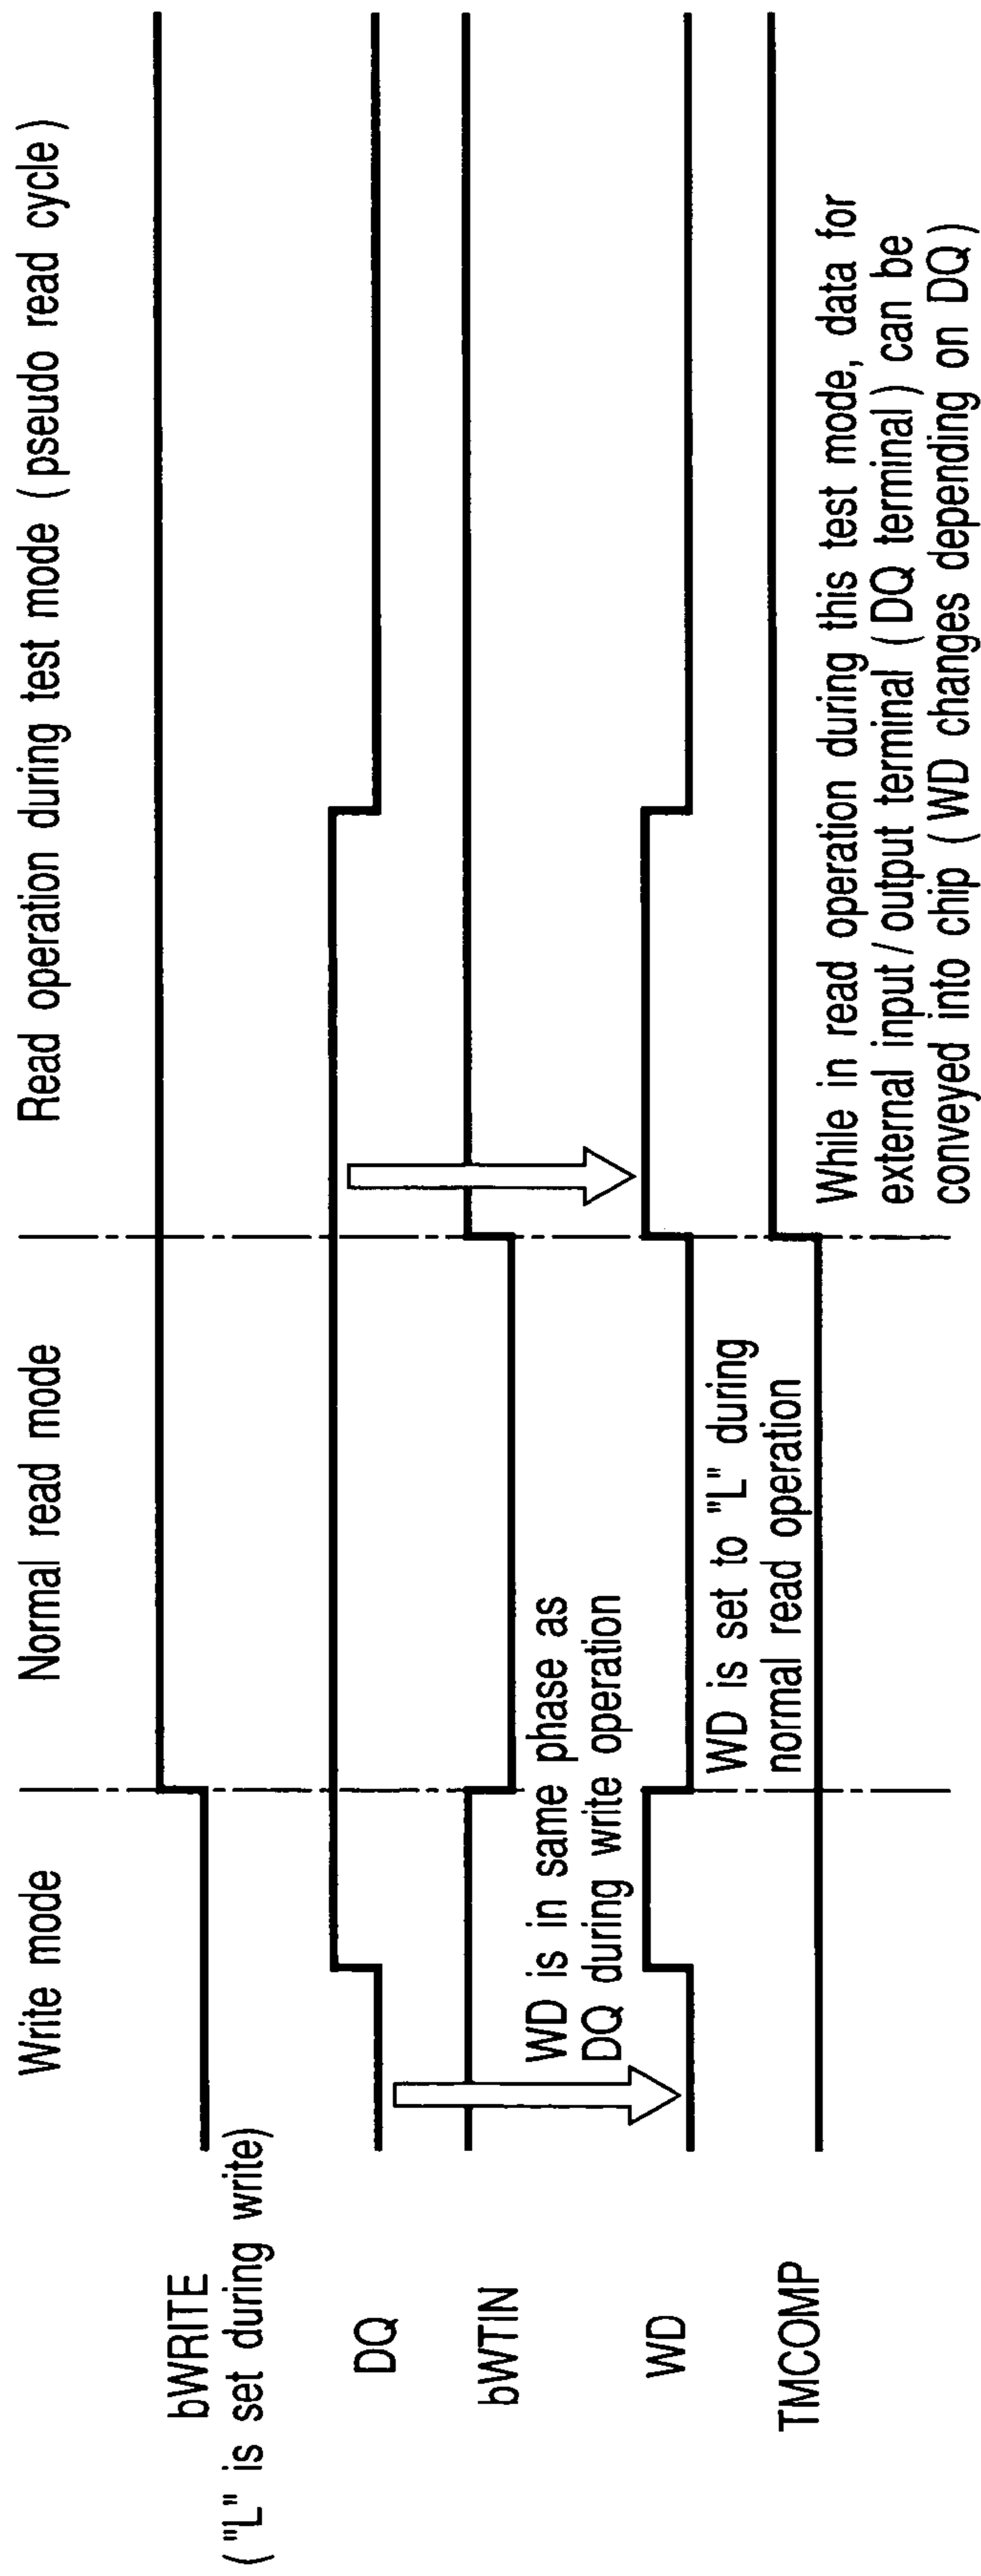 Write mode
Normal read mode
Read operation during test mode ( pseudo read cycle )
bWRITE
( "L" is set during write)
DQ
bWTIN
WD is in same phase as
DQ during write operation
WD
WD is set to "L" during
normal read operation
TMCOMP
While in read operation during this test mode, data for
external input / output terminal ( DQ terminal ) can be
conveyed into chip ( WD changes depending on DQ )